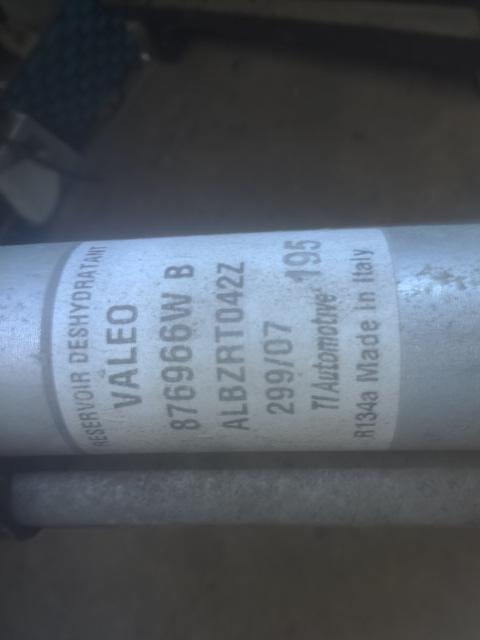 RESERVOIR DESHYDRATANT
VALEO
876966W B
ALBZRT042Z
299/07 195
TI Automotive
R134a Made in Italy